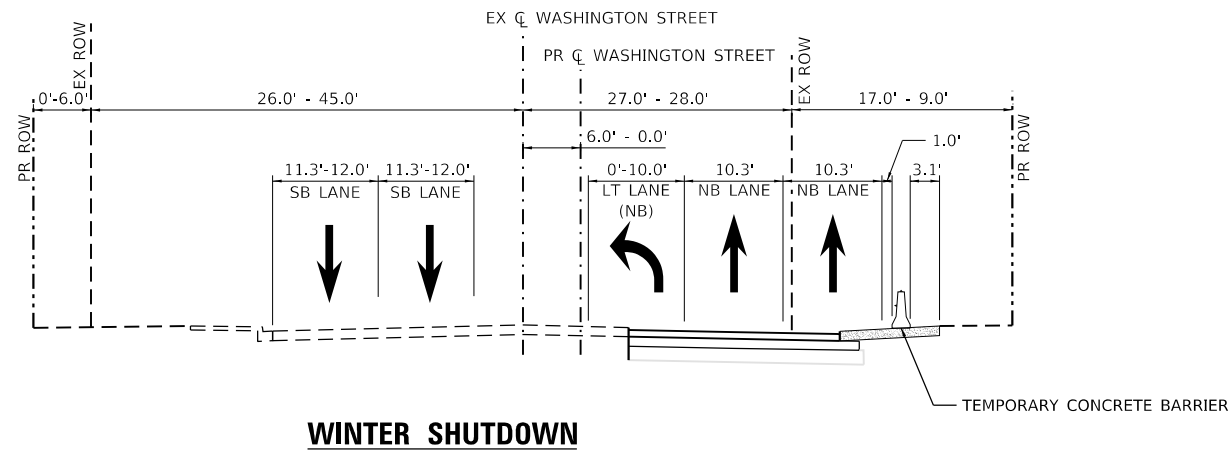 EX ℄ WASHINGTON STREET
PR ℄ WASHINGTON STREET
PR ROW
EX ROW
EX ROW
PR ROW
0'-6.0'
26.0' - 45.0'
27.0' - 28.0'
17.0' - 9.0'
6.0' - 0.0'
1.0'
11.3'-12.0'
SB LANE
11.3'-12.0'
SB LANE
0'-10.0'
LT LANE
(NB)
10.3'
NB LANE
10.3'
NB LANE
3.1'
TEMPORARY CONCRETE BARRIER
WINTER SHUTDOWN